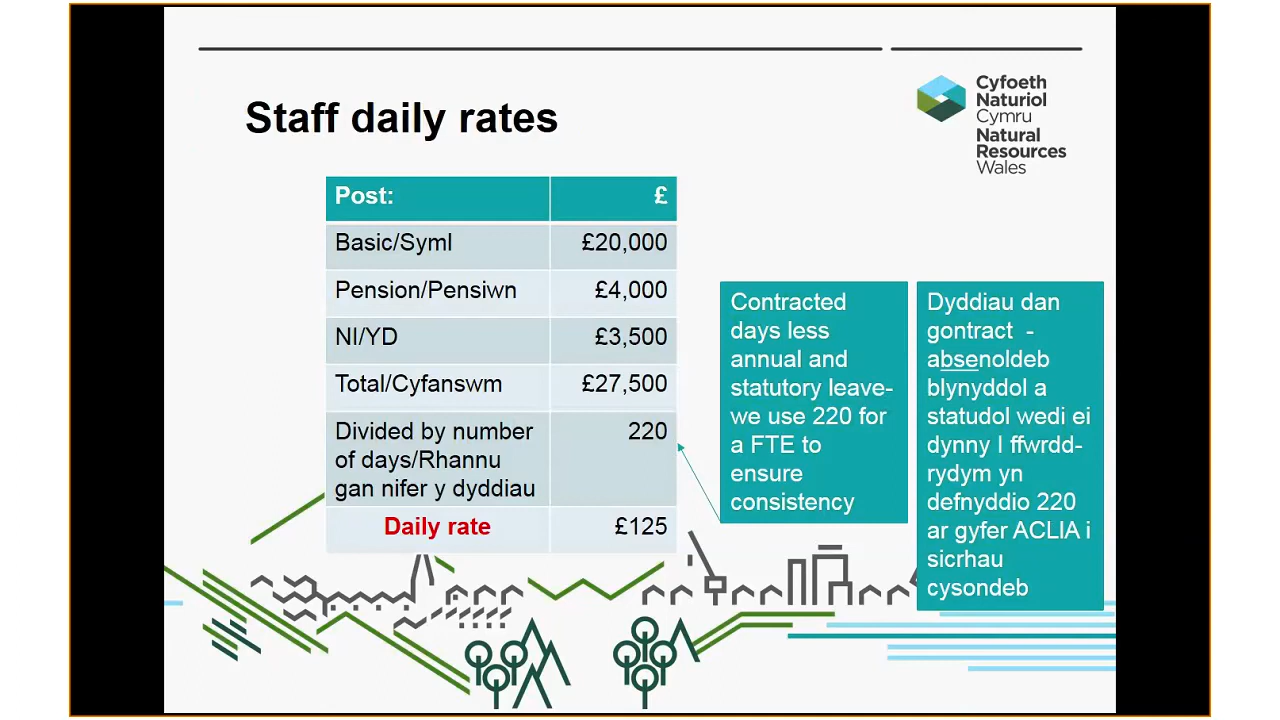 Staff daily rates
Cyfoeth
Naturiol
Cymru
Natural
Resources
Wales
Post: £
Basic/Syml £20,000
Pension/Pensiwn £4,000
NI/YD £3,500
Total/Cyfanswm £27,500
Divided by number 220
of days/Rhannu
gan nifer y dyddiau
Daily rate £125
Contracted
days less
annual and
statutory leave-
we use 220 for
a FTE to
ensure
consistency
Dyddiau dan
gontract -
absenoldeb
blynyddol a
statudol wedi ei
dynny I ffwrdd-
rydym yn
defnyddio 220
ar gyfer ACLlA i
sicrhau
cysondeb